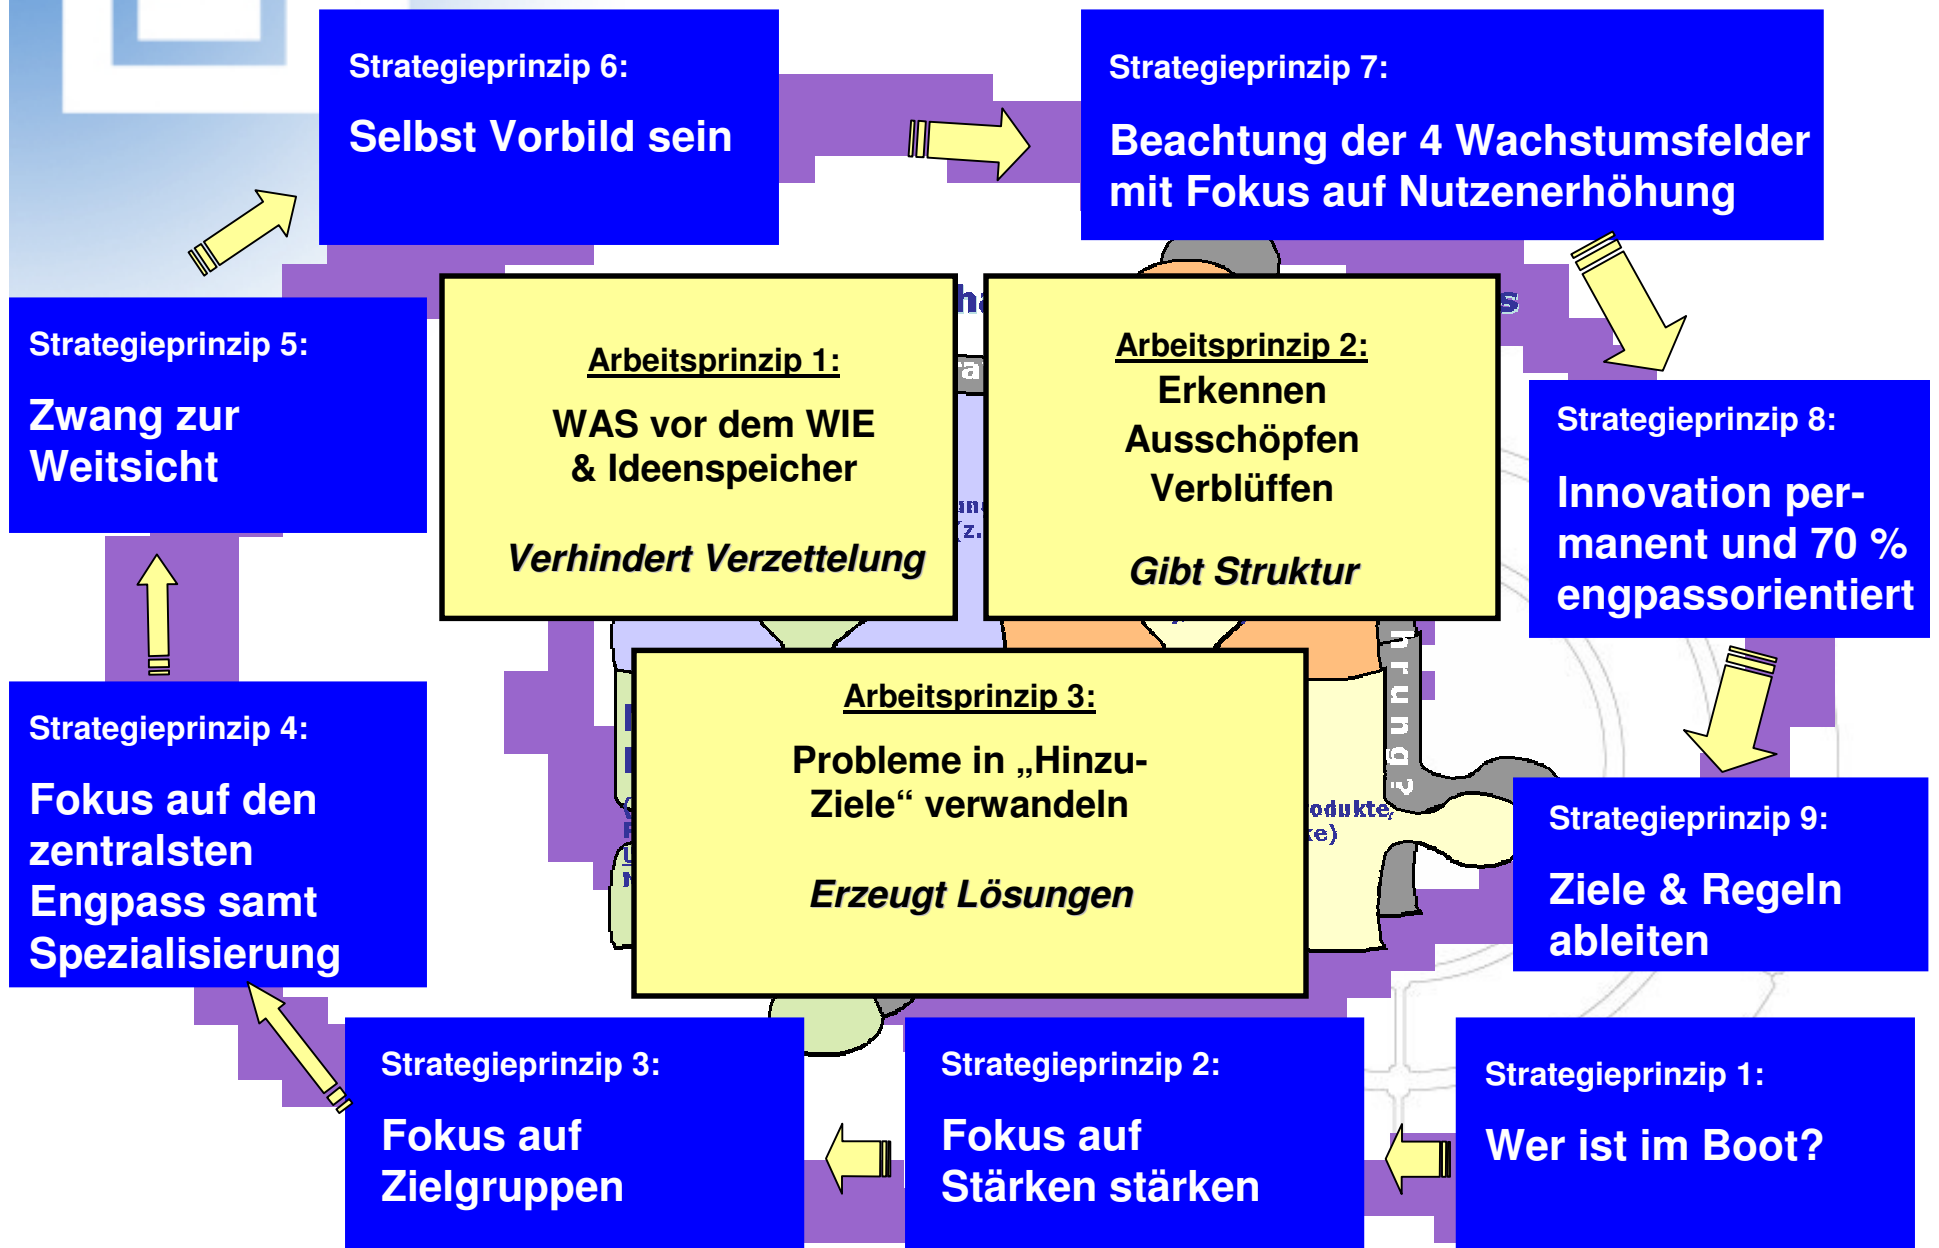 Strategieprinzip 6:
Selbst Vorbild sein
Strategieprinzip 7:
Beachtung der 4 Wachstumsfelder
mit Fokus auf Nutzenerhöhung
Strategieprinzip 5:
Zwang zur
Weitsicht
Arbeitsprinzip 1:
WAS vor dem WIE
& Ideenspeicher
Verhindert Verzettelung
Arbeitsprinzip 2:
Erkennen
Ausschöpfen
Verblüffen
Gibt Struktur
Strategieprinzip 8:
Innovation per-
manent und 70 %
engpassorientiert
Arbeitsprinzip 3:
Probleme in „Hinzu-
Ziele“ verwandeln
Erzeugt Lösungen
hrung?
odukte,
Strategieprinzip 4:
Fokus auf den
zentralsten
Engpass samt
Spezialisierung
Strategieprinzip 9:
Ziele & Regeln
ableiten
Strategieprinzip 3:
Fokus auf
Zielgruppen
Strategieprinzip 2:
Fokus auf
Stärken stärken
Strategieprinzip 1:
Wer ist im Boot?